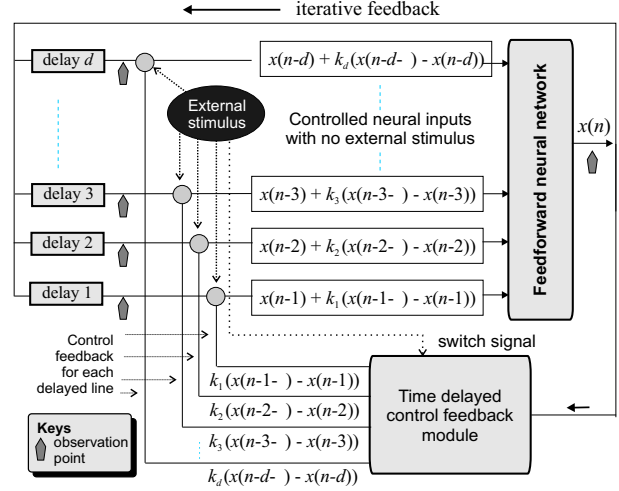 iterative feedback
delay d
x(n-d) + k_d(x(n-d- ) - x(n-d))
External
stimulus
Controlled neural inputs
with no external stimulus
Feedforward neural network
x(n)
delay 3
x(n-3) + k_3(x(n-3- ) - x(n-3))
delay 2
x(n-2) + k_2(x(n-2- ) - x(n-2))
delay 1
x(n-1) + k_1(x(n-1- ) - x(n-1))
Control
feedback
for each
delayed line
switch signal
k_1(x(n-1- ) - x(n-1))
k_2(x(n-2- ) - x(n-2))
k_3(x(n-3- ) - x(n-3))
k_d(x(n-d- ) - x(n-d))
Time delayed
control feedback
module
Keys
observation
point